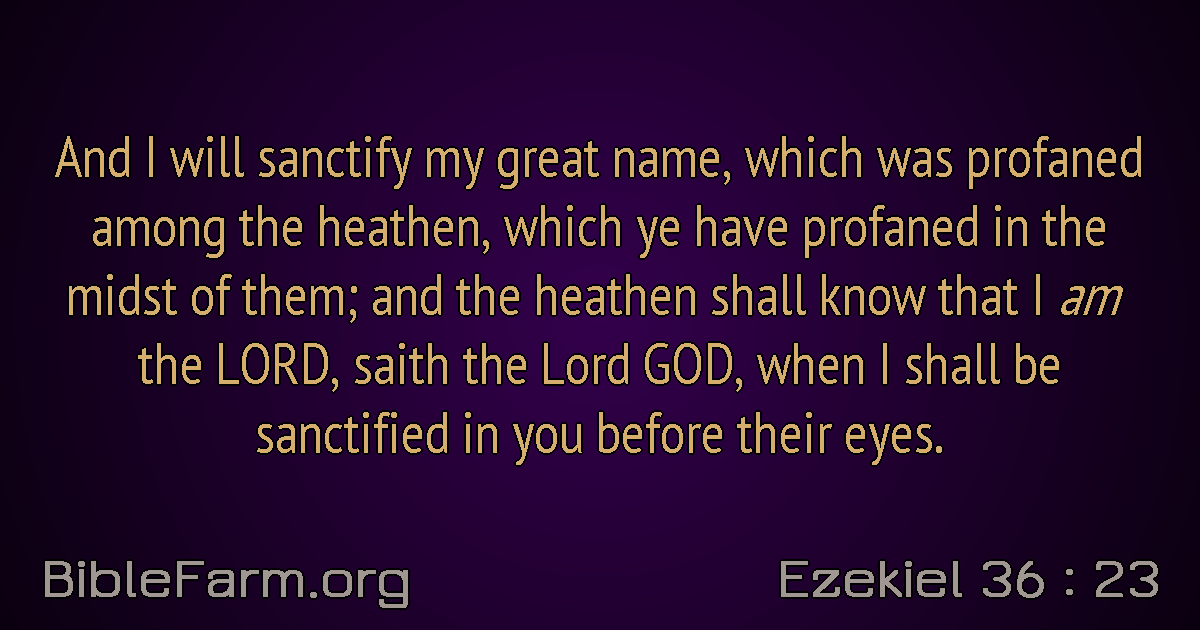 And I will sanctify my great name, which was profaned
among the heathen, which ye have profaned in the
midst of them; and the heathen shall know that I am
the LORD, saith the Lord GOD, when I shall be
sanctified in you before their eyes.
BibleFarm.org
Ezekiel 36 : 23